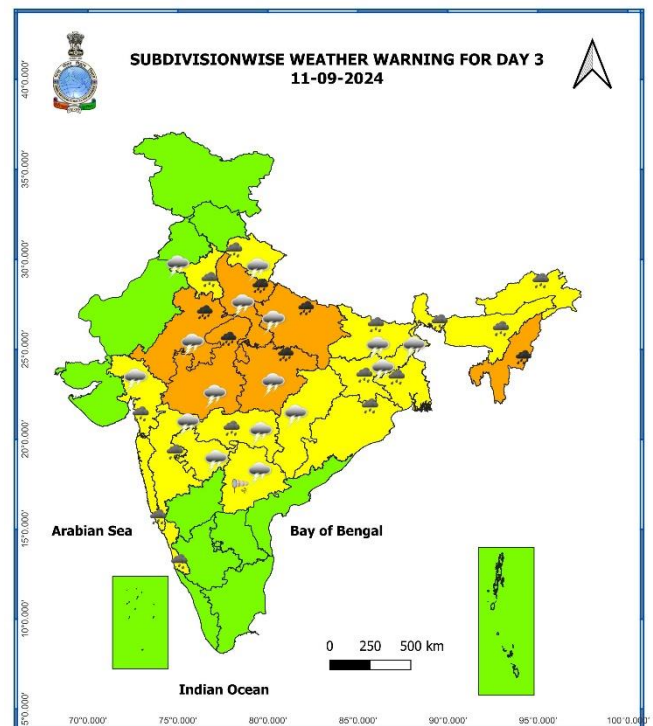 SUBDIVISIONWISE WEATHER WARNING FOR DAY 3
11-09-2024
40°0.000'
35°0.000'
30°0.000'
25°0.000'
20°0.000'
15°0.000'
10°0.000'
5°0.000'
Arabian Sea
Bay of Bengal
0 250 500 km
Indian Ocean
70°0.000' 75°0.000' 80°0.000' 85°0.000' 90°0.000' 95°0.000' 100°0.000'